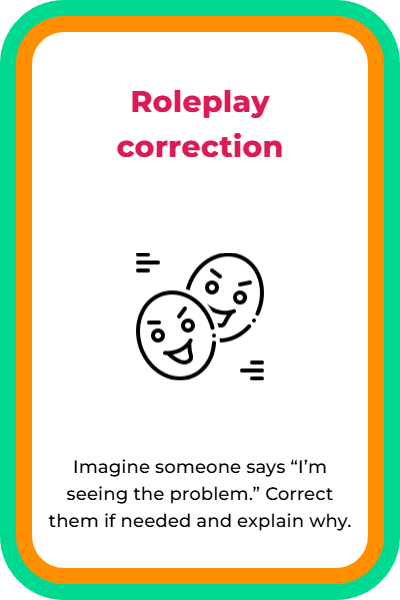 Roleplay
correction
Imagine someone says “I’m
seeing the problem.” Correct
them if needed and explain why.